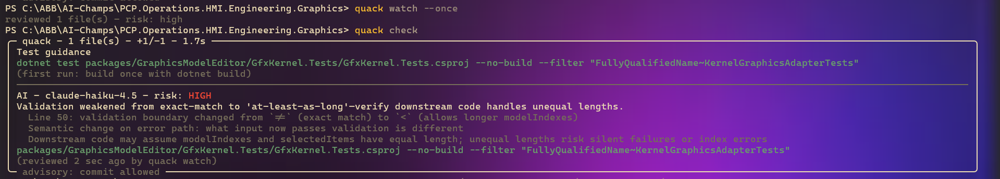 PS C:\ABB\AI-Champs\PCP.Operations.HMI.Engineering.Graphics> quack watch --once
reviewed 1 file(s) - risk: high
PS C:\ABB\AI-Champs\PCP.Operations.HMI.Engineering.Graphics> quack check
quack - 1 file(s) - +1/-1 - 1.7s
Test guidance
dotnet test packages/GraphicsModelEditor/GfxKernel.Tests/GfxKernel.Tests.csproj --no-build --filter "FullyQualifiedName~KernelGraphicsAdapterTests"
(first run: build once with dotnet build)
AI - claude-haiku-4.5 - risk: HIGH
Validation weakened from exact-match to 'at-least-as-long'-verify downstream code handles unequal lengths.
Line 50: validation boundary changed from `≠` (exact match) to `<` (allows longer modelIndexes)
Semantic change on error path: what input now passes validation is different
Downstream code may assume modelIndexes and selectedItems have equal length; unequal lengths risk silent failures or index errors
packages/GraphicsModelEditor/GfxKernel.Tests/GfxKernel.Tests.csproj --no-build --filter "FullyQualifiedName~KernelGraphicsAdapterTests"
(reviewed 2 sec ago by quack watch)
advisory: commit allowed